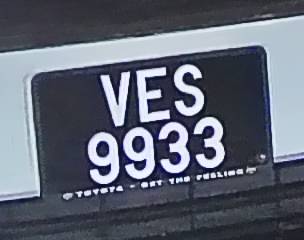 VES
9933
TOYOTA - GET THE FEELING